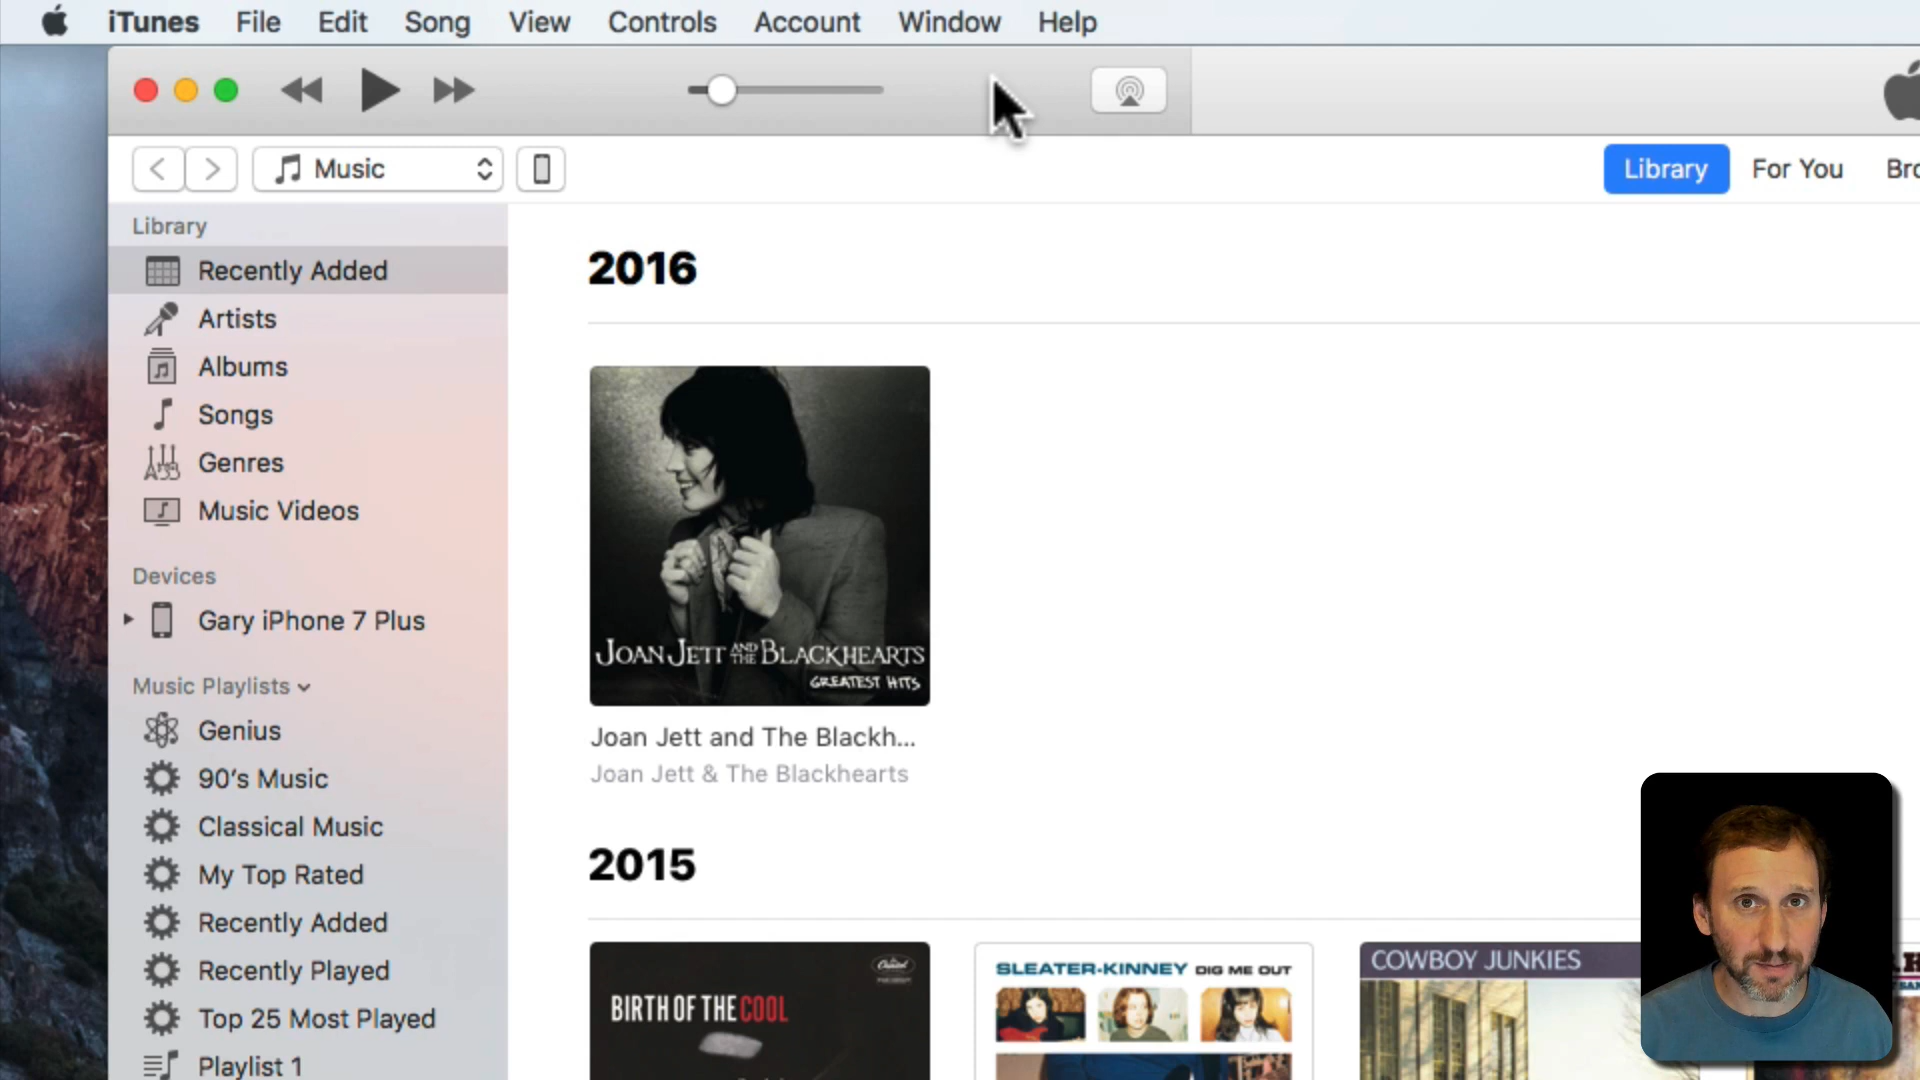 iTunes File Edit Song View Controls Account Window Help
Music
Library For You Bro
Library
Recently Added
Artists
Albums
Songs
Genres
Music Videos
Devices
Gary iPhone 7 Plus
Music Playlists
Genius
90's Music
Classical Music
My Top Rated
Recently Added
Recently Played
Top 25 Most Played
Playlist 1
2016
JOAN JETT AND THE BLACKHEARTS
GREATEST HITS
Joan Jett and The Blackh...
Joan Jett & The Blackhearts
2015
Capitol
BIRTH OF THE COOL
SLEATER-KINNEY DIG ME OUT
COWBOY JUNKIES